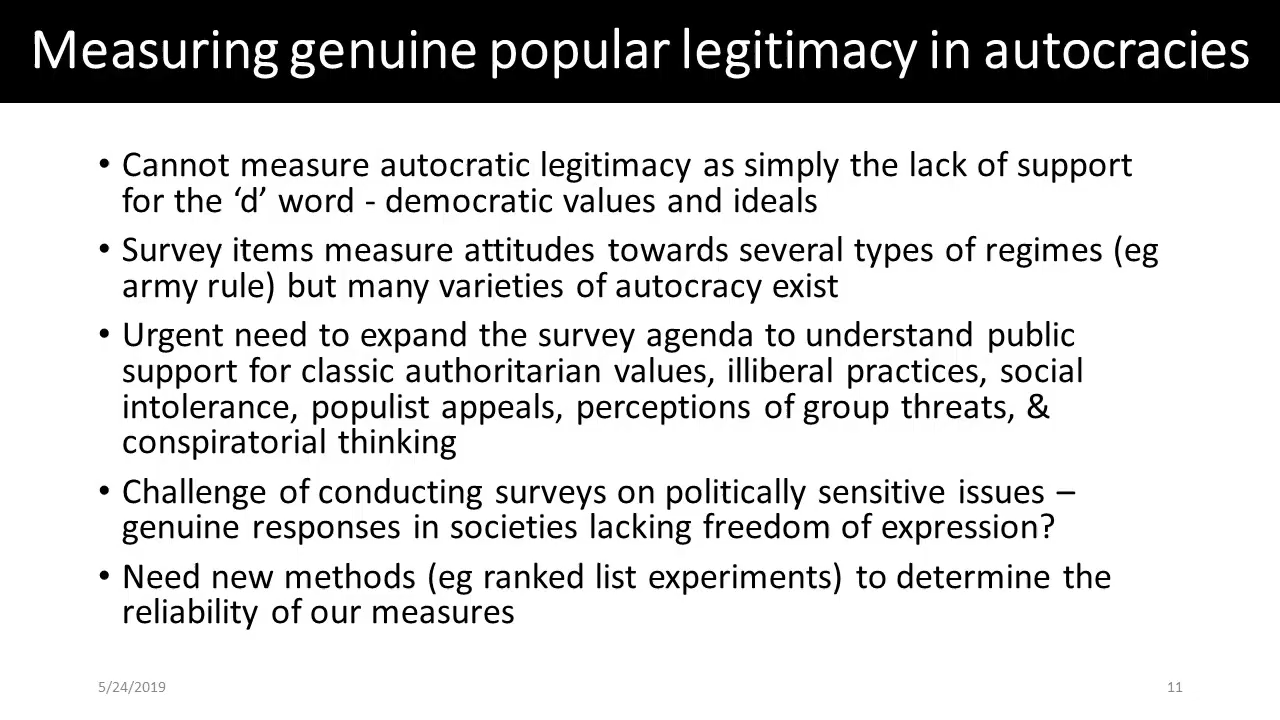 Measuring genuine popular legitimacy in autocracies
• Cannot measure autocratic legitimacy as simply the lack of support
for the ‘d’ word - democratic values and ideals
• Survey items measure attitudes towards several types of regimes (eg
army rule) but many varieties of autocracy exist
• Urgent need to expand the survey agenda to understand public
support for classic authoritarian values, illiberal practices, social
intolerance, populist appeals, perceptions of group threats, &
conspiratorial thinking
• Challenge of conducting surveys on politically sensitive issues –
genuine responses in societies lacking freedom of expression?
• Need new methods (eg ranked list experiments) to determine the
reliability of our measures
5/24/2019
11